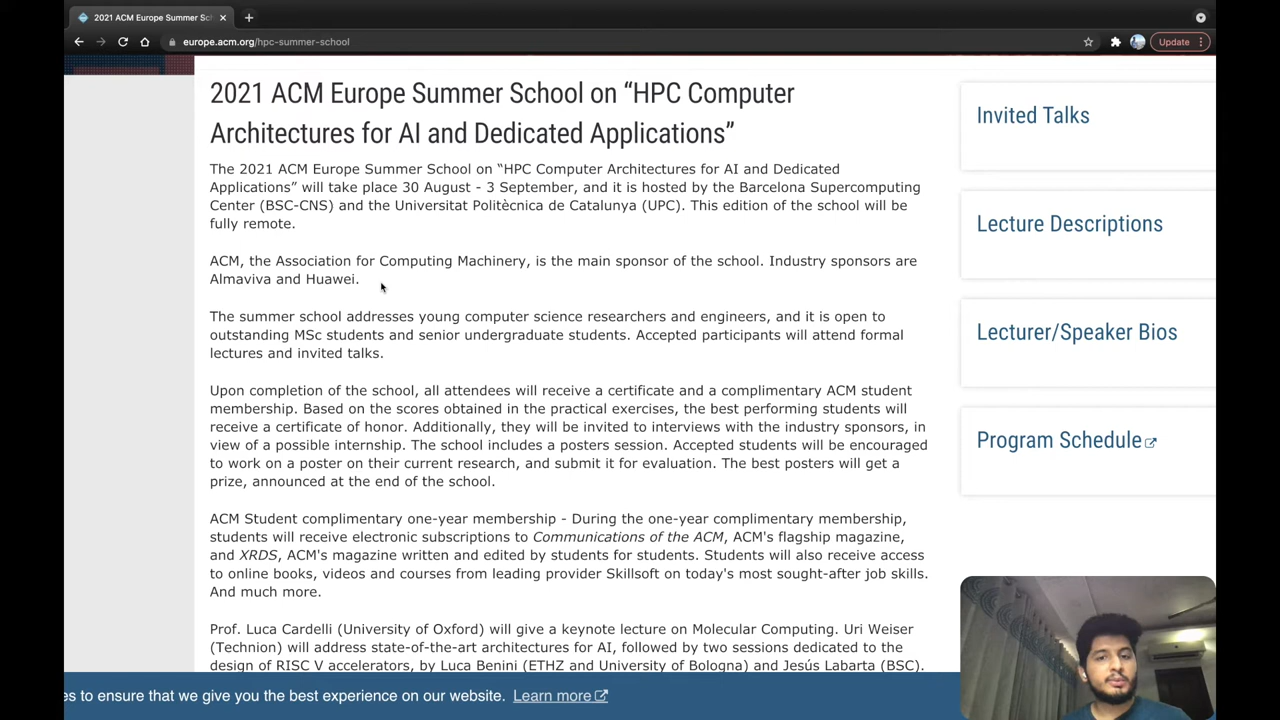 2021 ACM Europe Summer Sc
europe.acm.org/hpc-summer-school
Update
2021 ACM Europe Summer School on “HPC Computer
Architectures for AI and Dedicated Applications”
The 2021 ACM Europe Summer School on “HPC Computer Architectures for AI and Dedicated
Applications” will take place 30 August - 3 September, and it is hosted by the Barcelona Supercomputing
Center (BSC-CNS) and the Universitat Politècnica de Catalunya (UPC). This edition of the school will be
fully remote.
ACM, the Association for Computing Machinery, is the main sponsor of the school. Industry sponsors are
Almaviva and Huawei.
The summer school addresses young computer science researchers and engineers, and it is open to
outstanding MSc students and senior undergraduate students. Accepted participants will attend formal
lectures and invited talks.
Upon completion of the school, all attendees will receive a certificate and a complimentary ACM student
membership. Based on the scores obtained in the practical exercises, the best performing students will
receive a certificate of honor. Additionally, they will be invited to interviews with the industry sponsors, in
view of a possible internship. The school includes a posters session. Accepted students will be encouraged
to work on a poster on their current research, and submit it for evaluation. The best posters will get a
prize, announced at the end of the school.
ACM Student complimentary one-year membership - During the one-year complimentary membership,
students will receive electronic subscriptions to Communications of the ACM, ACM's flagship magazine,
and XRDS, ACM's magazine written and edited by students for students. Students will also receive access
to online books, videos and courses from leading provider Skillsoft on today's most sought-after job skills.
And much more.
Prof. Luca Cardelli (University of Oxford) will give a keynote lecture on Molecular Computing. Uri Weiser
(Technion) will address state-of-the-art architectures for AI, followed by two sessions dedicated to the
design of RISC V accelerators, by Luca Benini (ETHZ and University of Bologna) and Jesús Labarta (BSC).
Invited Talks
Lecture Descriptions
Lecturer/Speaker Bios
Program Schedule
es to ensure that we give you the best experience on our website. Learn more